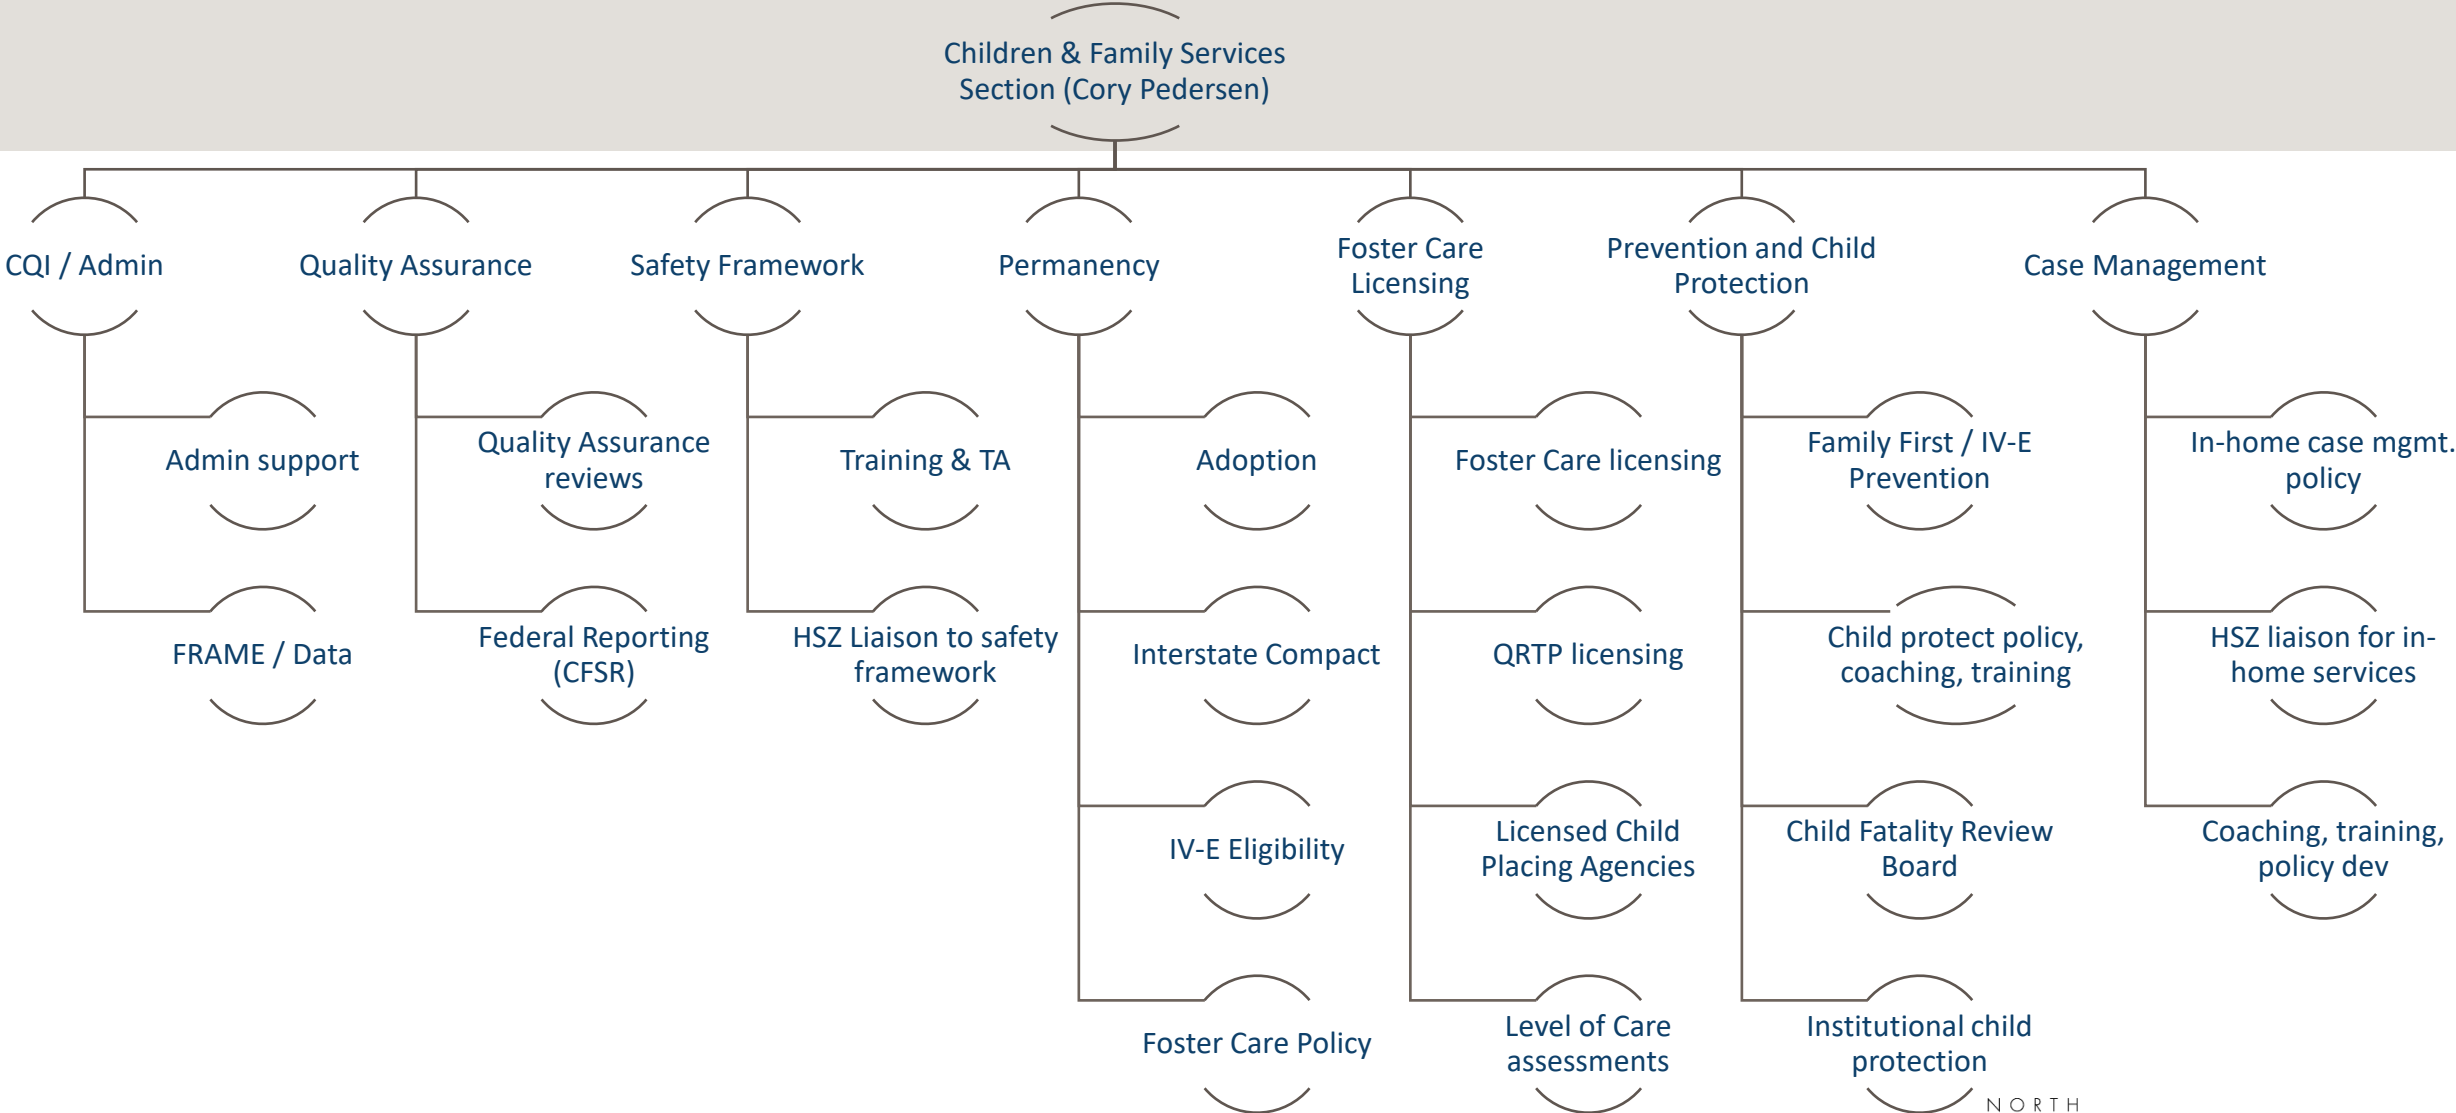 Children & Family Services
Section (Cory Pedersen)
CQI / Admin
Quality Assurance
Safety Framework
Permanency
Foster Care
Licensing
Prevention and Child
Protection
Case Management
Admin support
Quality Assurance
reviews
Training & TA
Adoption
Foster Care licensing
Family First / IV-E
Prevention
In-home case mgmt.
policy
FRAME / Data
Federal Reporting
(CFSR)
HSZ Liaison to safety
framework
Interstate Compact
QRTP licensing
Child protect policy,
coaching, training
HSZ liaison for in-
home services
IV-E Eligibility
Licensed Child
Placing Agencies
Child Fatality Review
Board
Coaching, training,
policy dev
Foster Care Policy
Level of Care
assessments
Institutional child
protection
NORTH